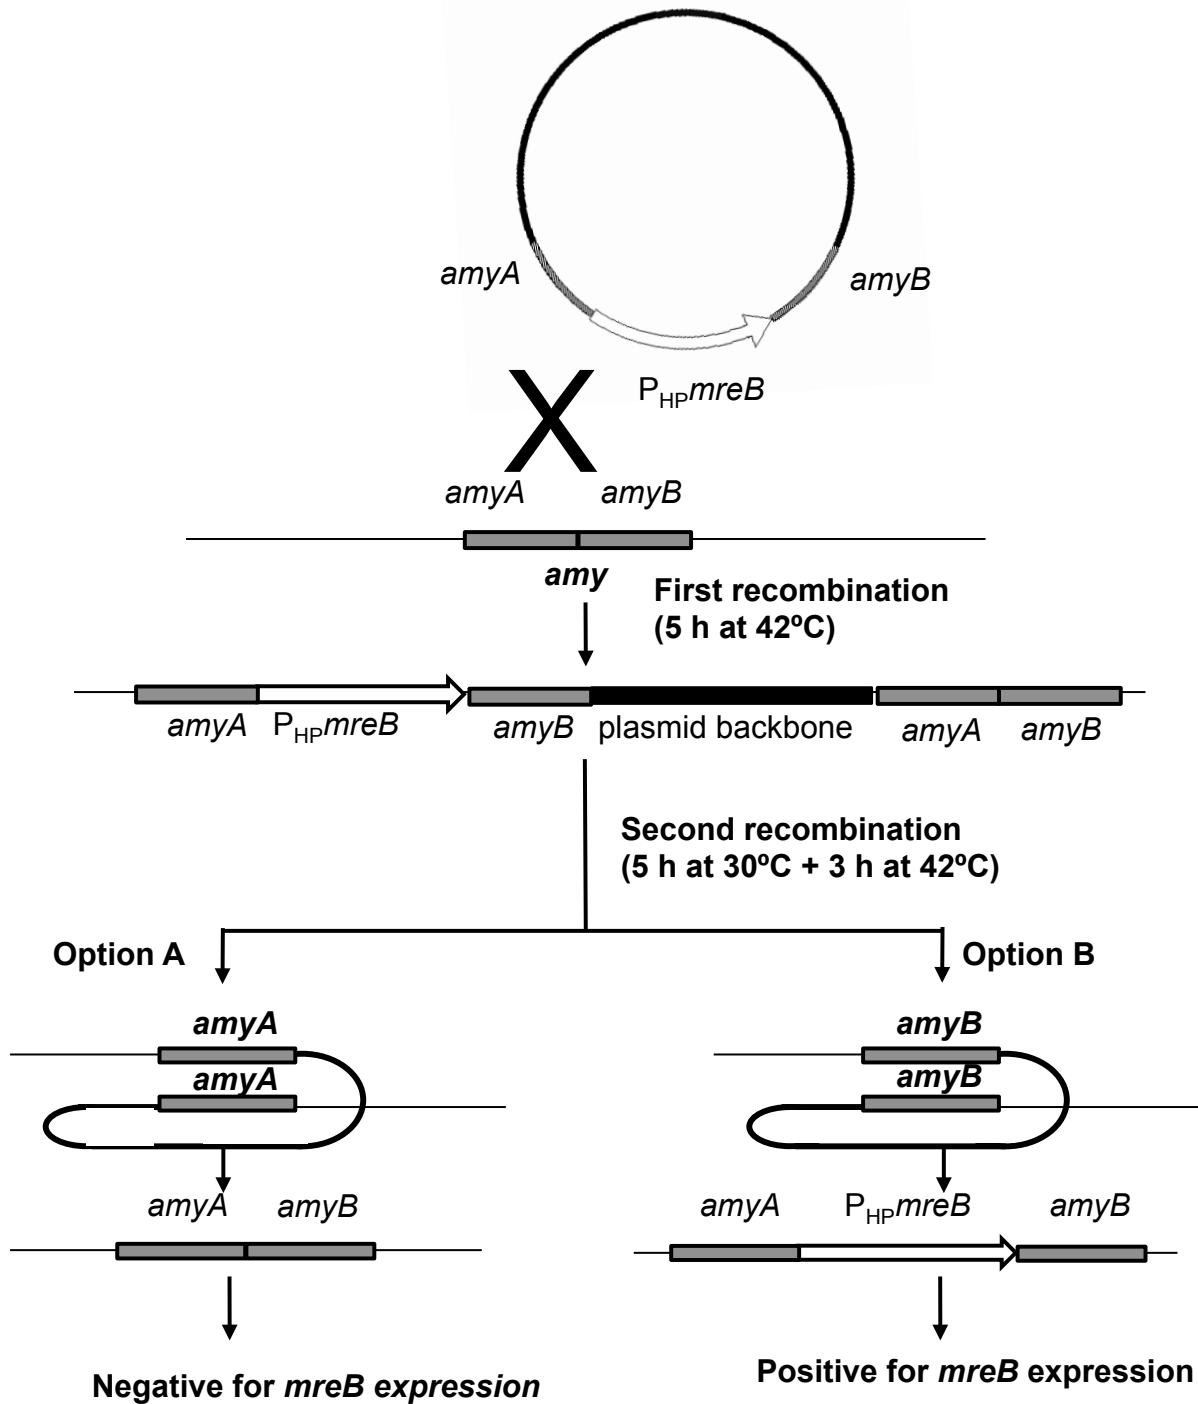 amyA
amyB
PHPmreB
amyA amyB
amy
First recombination
(5 h at 42ºC)
amyA PHPmreB amyB plasmid backbone amyA amyB
Second recombination
(5 h at 30ºC + 3 h at 42ºC)
Option A
Option B
amyA
amyA
amyB
amyB
amyA amyB
amyA PHPmreB amyB
Negative for mreB expression
Positive for mreB expression